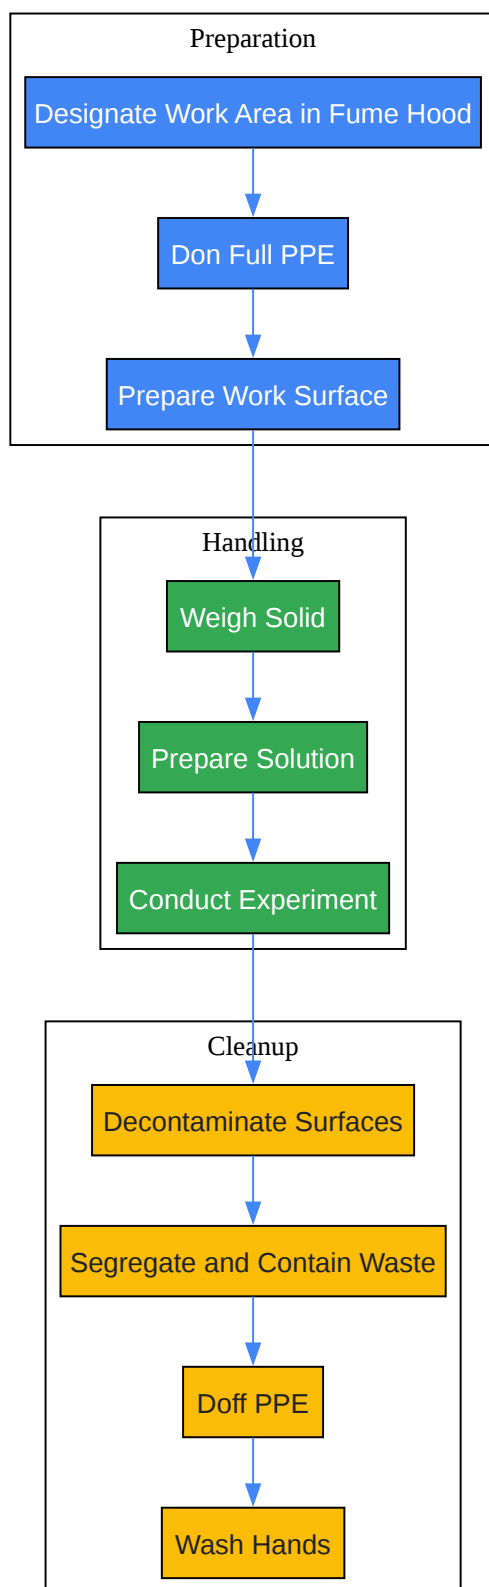 Preparation
Designate Work Area in Fume Hood
Don Full PPE
Prepare Work Surface
Handling
Weigh Solid
Prepare Solution
Conduct Experiment
Cleanup
Decontaminate Surfaces
Segregate and Contain Waste
Doff PPE
Wash Hands